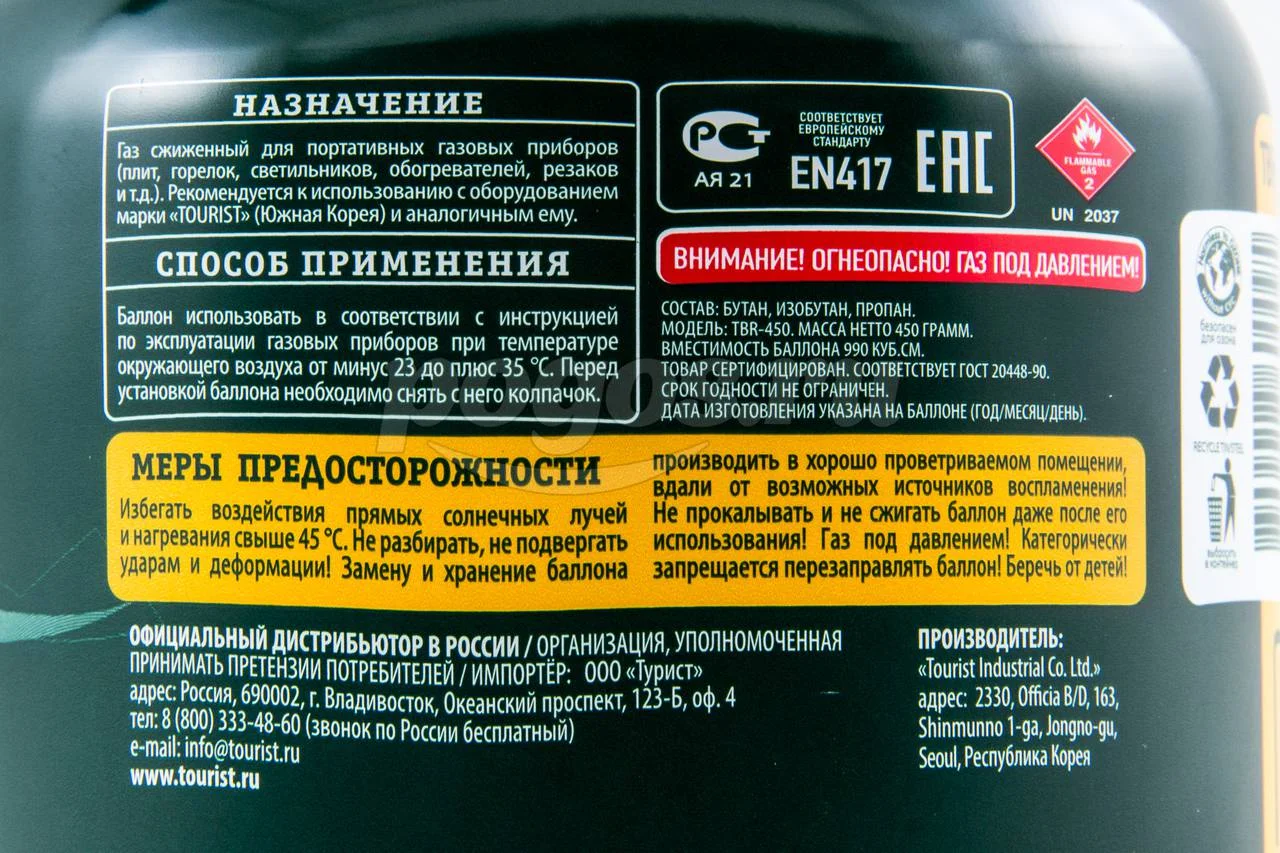 НАЗНАЧЕНИЕ
Газ сжиженный для портативных газовых приборов
(плит, горелок, светильников, обогревателей, резаков
и т.д.). Рекомендуется к использованию с оборудованием
марки «TOURIST» (Южная Корея) и аналогичным ему.
СПОСОБ ПРИМЕНЕНИЯ
Баллон использовать в соответствии с инструкцией
по эксплуатации газовых приборов при температуре
окружающего воздуха от минус 23 до плюс 35 °С. Перед
установкой баллона необходимо снять с него колпачок.
РСТ
АЯ 21
СООТВЕТСТВУЕТ
ЕВРОПЕЙСКОМУ
СТАНДАРТУ
EN417
EAC
FLAMMABLE
GAS
2
UN 2037
ВНИМАНИЕ! ОГНЕОПАСНО! ГАЗ ПОД ДАВЛЕНИЕМ!
СОСТАВ: БУТАН, ИЗОБУТАН, ПРОПАН.
МОДЕЛЬ: TBR-450. МАССА НЕТТО 450 ГРАММ.
ВМЕСТИМОСТЬ БАЛЛОНА 990 КУБ.СМ.
ТОВАР СЕРТИФИЦИРОВАН. СООТВЕТСТВУЕТ ГОСТ 20448-90.
СРОК ГОДНОСТИ НЕ ОГРАНИЧЕН.
ДАТА ИЗГОТОВЛЕНИЯ УКАЗАНА НА БАЛЛОНЕ (ГОД/МЕСЯЦ/ДЕНЬ).
pogos.ru
МЕРЫ ПРЕДОСТОРОЖНОСТИ
Избегать воздействия прямых солнечных лучей
и нагревания свыше 45 °С. Не разбирать, не подвергать
ударам и деформации! Замену и хранение баллона
производить в хорошо проветриваемом помещении,
вдали от возможных источников воспламенения!
Не прокалывать и не сжигать баллон даже после его
использования! Газ под давлением! Категорически
запрещается перезаправлять баллон! Беречь от детей!
ОФИЦИАЛЬНЫЙ ДИСТРИБЬЮТОР В РОССИИ / ОРГАНИЗАЦИЯ, УПОЛНОМОЧЕННАЯ
ПРИНИМАТЬ ПРЕТЕНЗИИ ПОТРЕБИТЕЛЕЙ / ИМПОРТЁР: ООО «Турист»
адрес: Россия, 690002, г. Владивосток, Океанский проспект, 123-Б, оф. 4
тел: 8 (800) 333-48-60 (звонок по России бесплатный)
e-mail: info@tourist.ru
www.tourist.ru
ПРОИЗВОДИТЕЛЬ:
«Tourist Industrial Co. Ltd.»
адрес: 2330, Officia B/D, 163,
Shinmunno 1-ga, Jongno-gu,
Seoul, Республика Корея
безопасен
для озона
выбросить
в контейнер